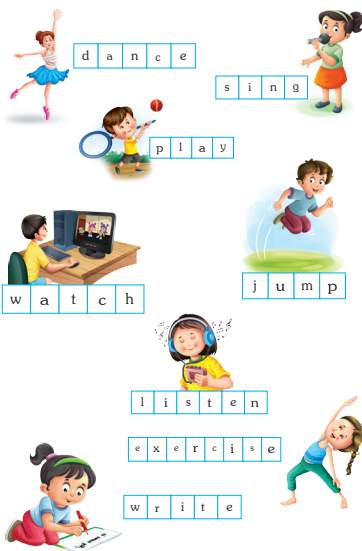 dance
sing
play
watch
jump
listen
exercise
write